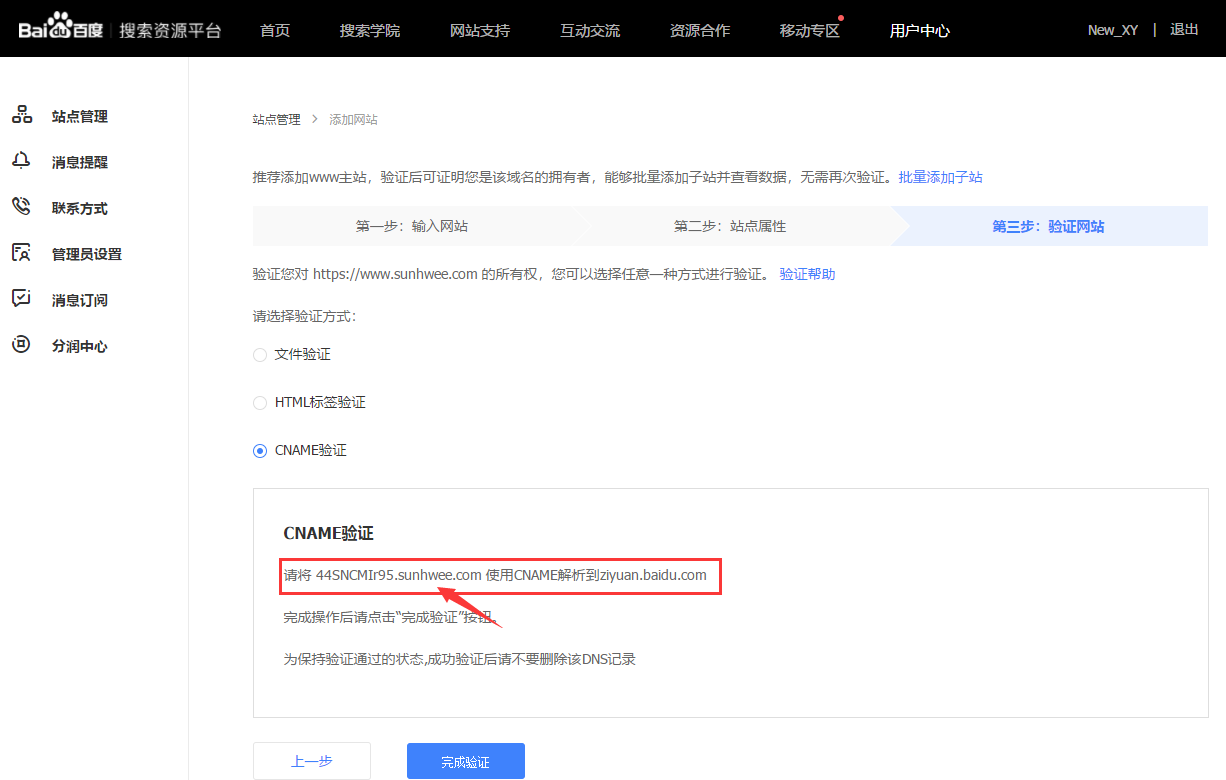 Bai du 百度 | 搜索资源平台 首页 搜索学院 网站支持 互动交流 资源合作 移动专区 用户中心 New_XY | 退出
站点管理
消息提醒
联系方式
管理员设置
消息订阅
分润中心
站点管理 > 添加网站
推荐添加www主站，验证后可证明您是该域名的拥有者，能够批量添加子站并查看数据，无需再次验证。批量添加子站
第一步：输入网站 第二步：站点属性 第三步：验证网站
验证您对 https://www.sunhwee.com 的所有权，您可以选择任意一种方式进行验证。 验证帮助
请选择验证方式：
文件验证
HTML标签验证
CNAME验证
CNAME验证
请将 44SNCMIr95.sunhwee.com 使用CNAME解析到ziyuan.baidu.com
完成操作后请点击“完成验证”按钮。
为保持验证通过的状态,成功验证后请不要删除该DNS记录
上一步 完成验证